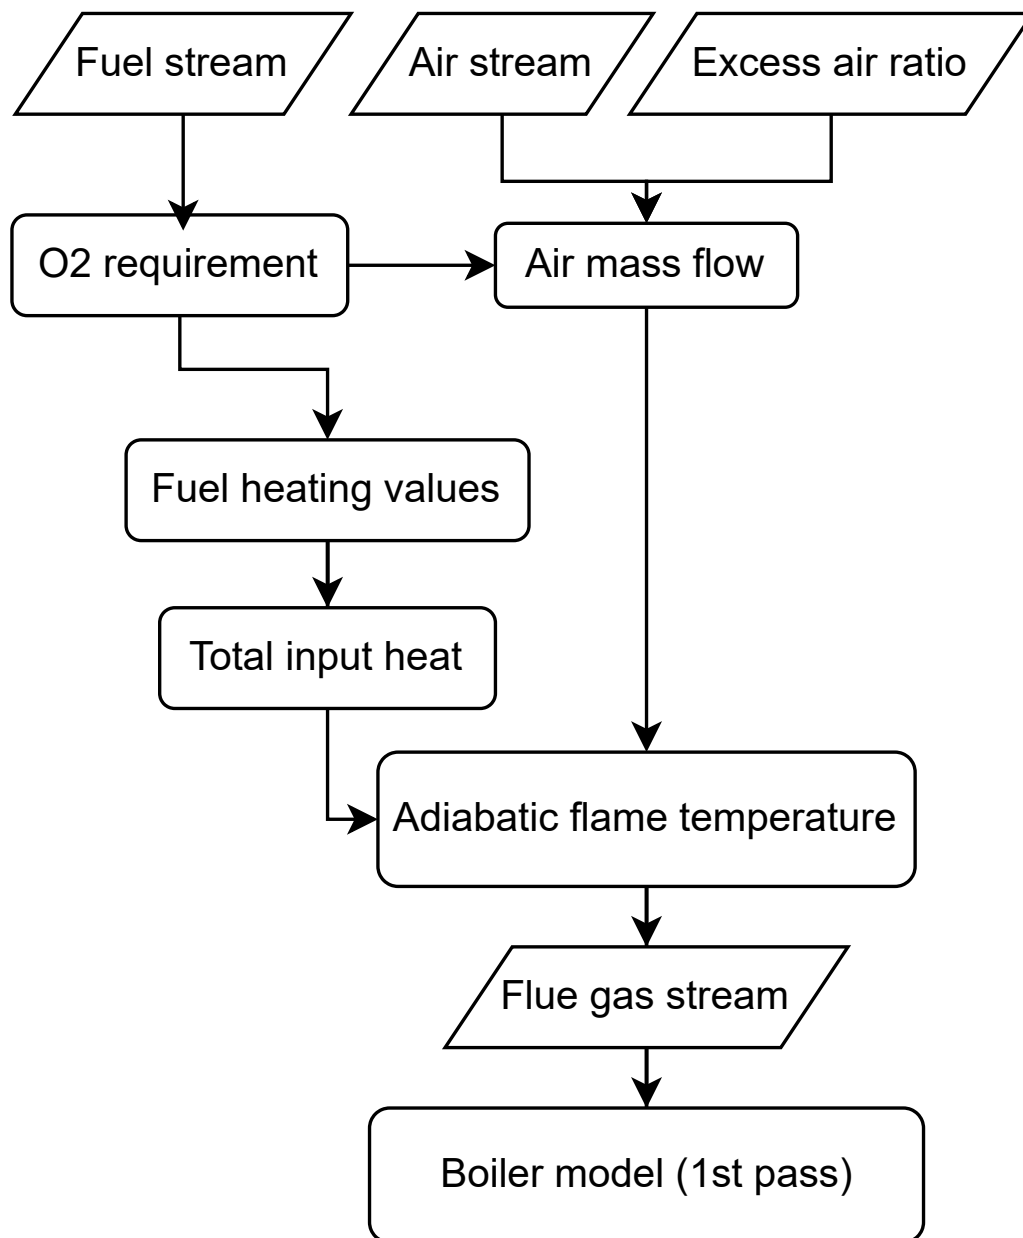 Fuel stream
Air stream
Excess air ratio
O2 requirement
Air mass flow
Fuel heating values
Total input heat
Adiabatic flame temperature
Flue gas stream
Boiler model (1st pass)